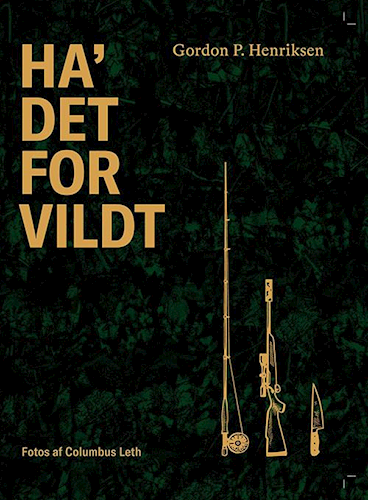 HA'
DET
FOR
VILDT
Gordon P. Henriksen
Fotos af Columbus Leth